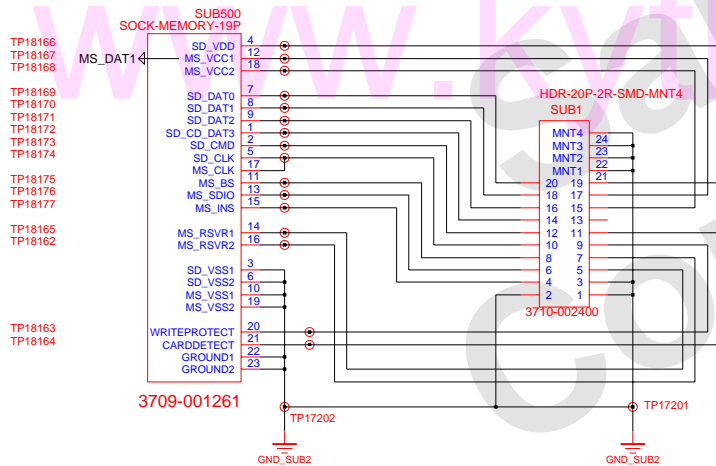 www.kyt
Sa
Co
SUB500
SOCK-MEMORY-19P
TP18166
TP18167
TP18168
MS_DAT1
SD_VDD 4
MS_VCC1 12
MS_VCC2 18
TP18169
TP18170
TP18171
TP18172
TP18173
TP18174
SD_DAT0 7
SD_DAT1 8
SD_DAT2 9
SD_CD_DAT3 1
SD_CMD 2
SD_CLK 5
MS_CLK 17
TP18175
TP18176
TP18177
MS_BS 11
MS_SDIO 13
MS_INS 15
TP18165
TP18162
MS_RSVR1 14
MS_RSVR2 16
SD_VSS1 3
SD_VSS2 6
MS_VSS1 10
MS_VSS2 19
TP18163
TP18164
WRITEPROTECT 20
CARDDETECT 21
GROUND1 22
GROUND2 23
3709-001261
TP17202
GND_SUB2
HDR-20P-2R-SMD-MNT4
SUB1
MNT4 24
MNT3 23
MNT2 22
MNT1 21
20 19
18 17
16 15
14 13
12 11
10 9
8 7
6 5
4 3
2 1
3710-002400
TP17201
GND_SUB2